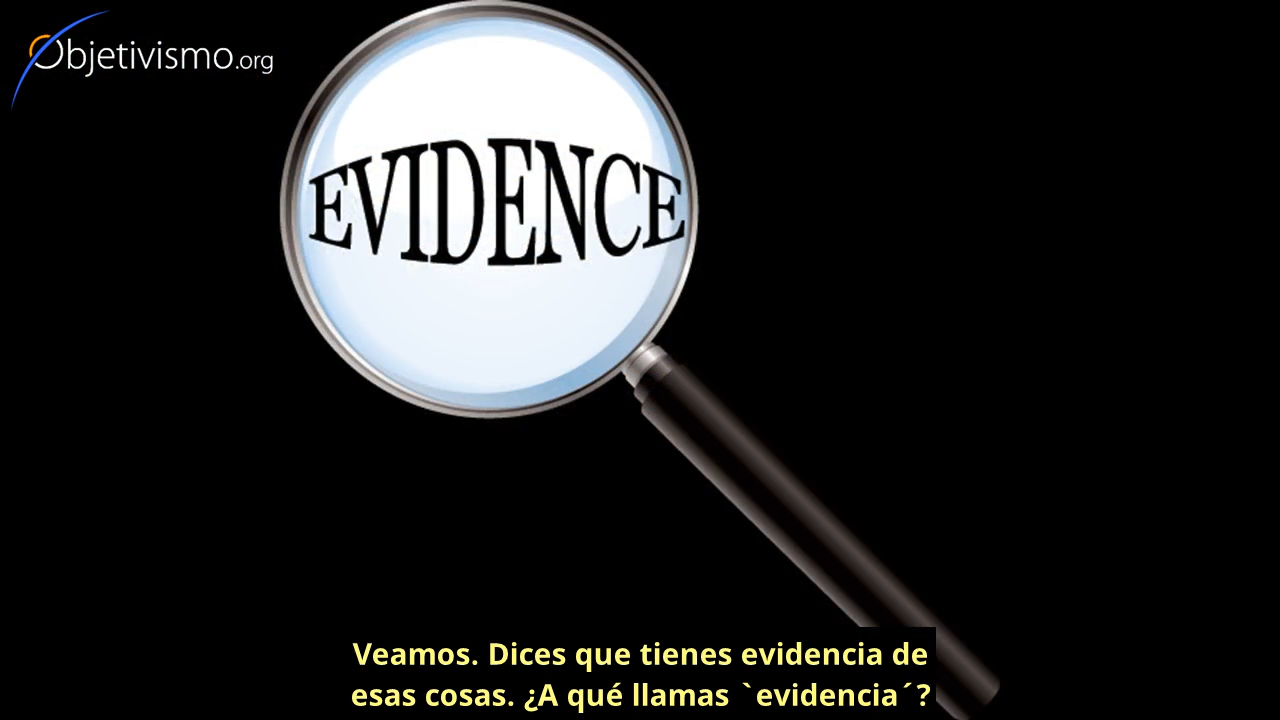 Objetivismo.org
EVIDENCE
Veamos. Dices que tienes evidencia de
esas cosas. ¿A qué llamas `evidencia´?